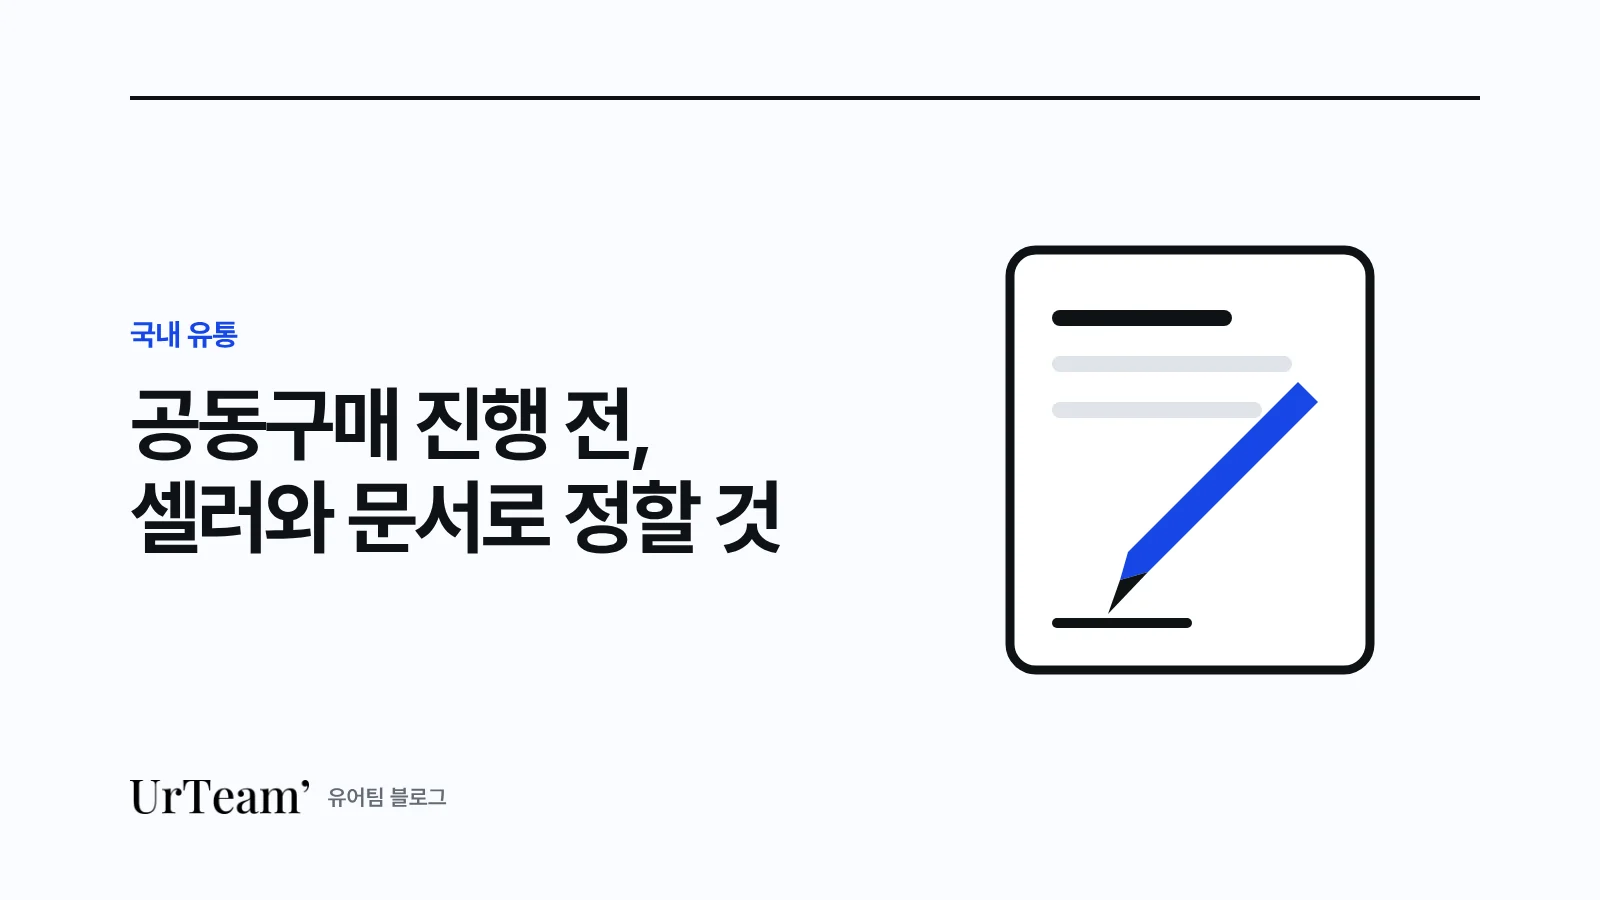 국내 유통
공동구매 진행 전,
셀러와 문서로 정할 것
UrTeam’ 유어팀 블로그